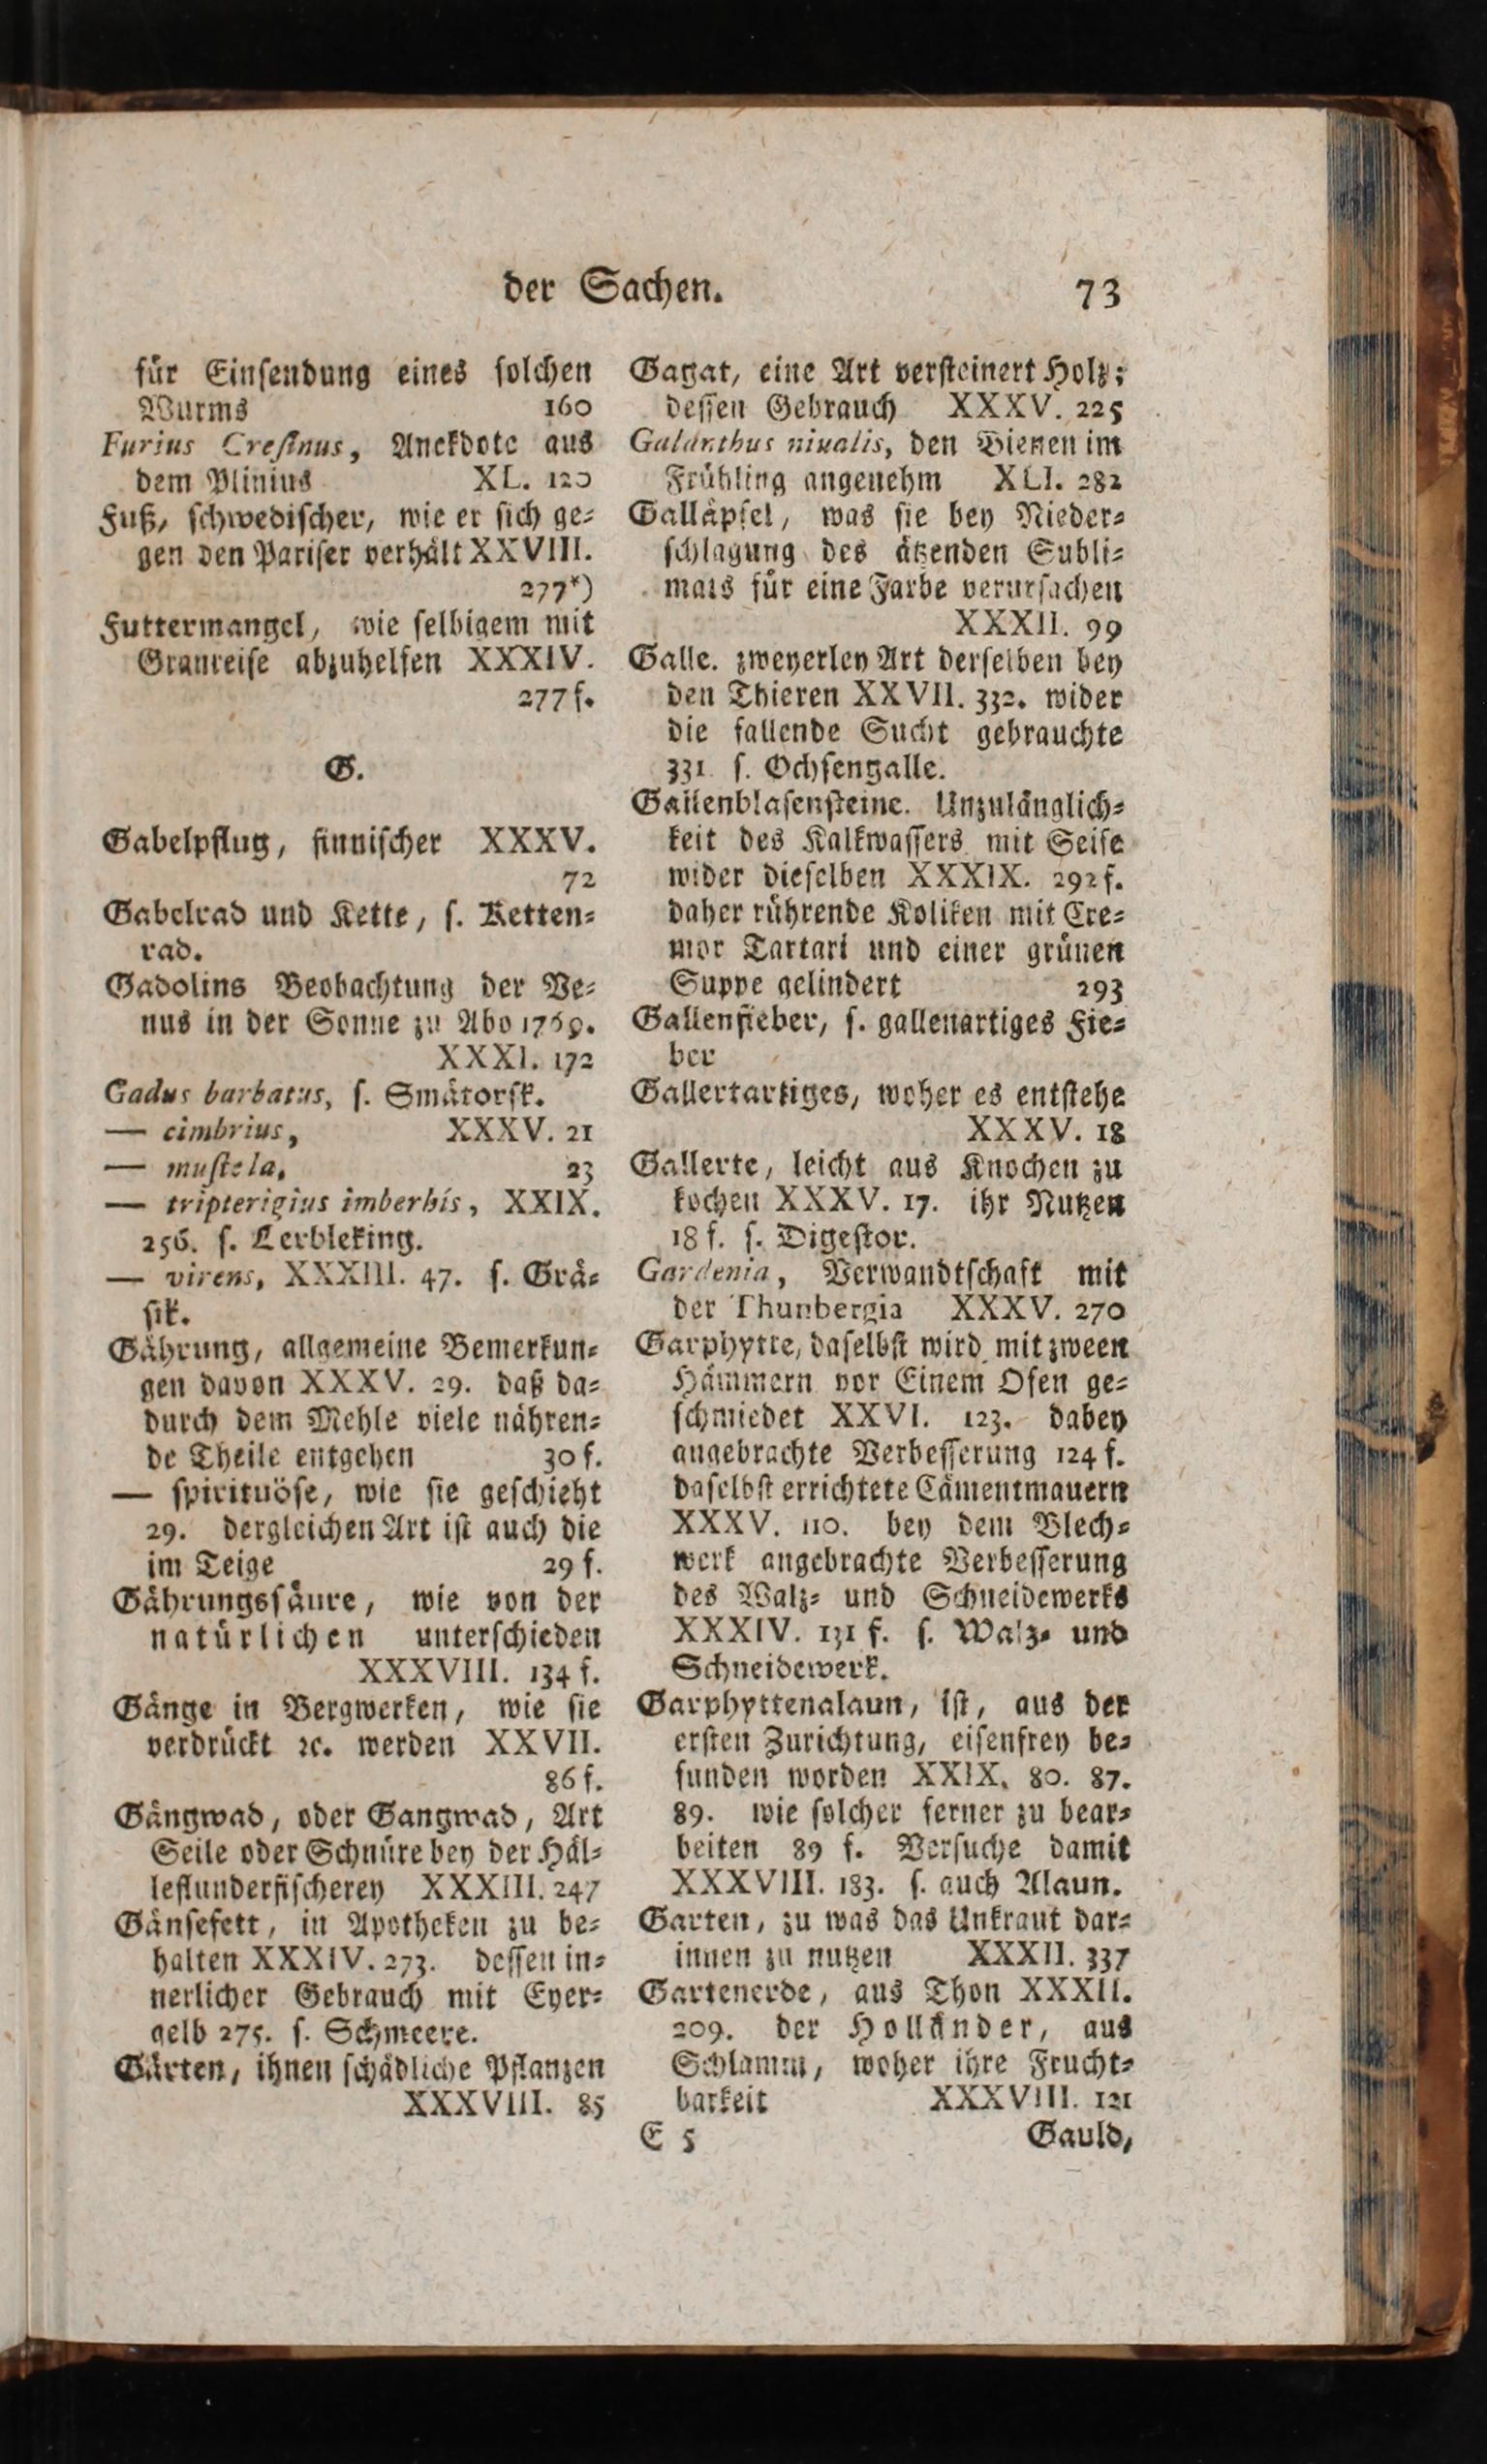 der Sachen. 73
für Einſendung eines ſolchen
Wurms 160
Furius Creſinus, Anekdote aus
dem Plinius XL. 120
Fuß, ſchwediſcher, wie er ſich ge⸗
gen den Pariſer verhält XXVIII.
277*)
Futtermangel, wie ſelbigem mit
Granreiſe abzuhelfen XXXIV.
277 f.
G.
Gabelpflug, finniſcher XXXV.
72
Gabelrad und Kette, ſ. Ketten⸗
rad.
Gadolins Beobachtung der Ve⸗
nus in der Sonne zu Abo 1769.
XXXI. 172
Gadus barbatus, ſ. Smätorſk.
— cimbrius, XXXV. 21
— muſtela, 23
— tripterigius imberbis, XXIX.
256. ſ. Lerbleking.
— virens, XXXIII. 47. ſ. Grå⸗
ſik.
Gährung, allgemeine Bemerkun⸗
gen davon XXXV. 29. daß da⸗
durch dem Mehle viele nähren⸗
de Theile entgehen 30 f.
— ſpirituöſe, wie ſie geſchieht
29. dergleichen Art iſt auch die
im Teige 29 f.
Gährungsſäure, wie von der
natürlichen unterſchieden
XXXVIII. 134 f.
Gänge in Bergwerken, wie ſie
verdrückt ꝛc. werden XXVII.
86 f.
Gängwad, oder Gangwad, Art
Seile oder Schnüre bey der Häl⸗
leflunderfiſcherey XXXIII. 247
Gänſefett, in Apotheken zu be⸗
halten XXXIV. 273. deſſen in⸗
nerlicher Gebrauch mit Eyer⸗
gelb 275. ſ. Schmeere.
Gärten, ihnen ſchädliche Pflanzen
XXXVIII. 85
Gagat, eine Art verſteinert Holz;
deſſen Gebrauch XXXV. 225
Galanthus niualis, den Bienen im
Frühling angenehm XLI. 282
Galläpfel, was ſie bey Nieder⸗
ſchlagung des ätzenden Subli⸗
mats für eine Farbe verurſachen
XXXII. 99
Galle. zweyerley Art derſelben bey
den Thieren XXVII. 332. wider
die fallende Sucht gebrauchte
331. ſ. Ochſengalle.
Gallenblaſenſteine. Unzulänglich⸗
keit des Kalkwaſſers mit Seife
wider dieſelben XXXIX. 292 f.
daher rührende Koliken mit Cre⸗
mor Tartari und einer grünen
Suppe gelindert 293
Gallenfieber, ſ. gallenartiges Fie⸗
ber
Gallertartiges, woher es entſtehe
XXXV. 18
Gallerte, leicht aus Knochen zu
kochen XXXV. 17. ihr Nutzen
18 f. ſ. Digeſtor.
Gardenia, Verwandtſchaft mit
der Thunbergia XXXV. 270
Garphytte, daſelbſt wird mit zween
Hämmern vor Einem Ofen ge⸗
ſchmiedet XXVI. 123. dabey
angebrachte Verbeſſerung 124 f.
daſelbſt errichtete Cämentmauern
XXXV. 110. bey dem Blech⸗
werk angebrachte Verbeſſerung
des Walz⸗ und Schneidewerks
XXXIV. 131 f. ſ. Walz⸗ und
Schneidewerk.
Garphyttenalaun, iſt, aus der
erſten Zurichtung, eiſenfrey be⸗
funden worden XXIX. 80. 87.
89. wie ſolcher ferner zu bear⸗
beiten 89 f. Verſuche damit
XXXVIII. 183. ſ. auch Alaun.
Garten, zu was das Unkraut dar⸗
innen zu nutzen XXXII. 337
Gartenerde, aus Thon XXXII.
209. der Holländer, aus
Schlamm, woher ihre Frucht⸗
barkeit XXXVIII. 121
E 5 Gauld,